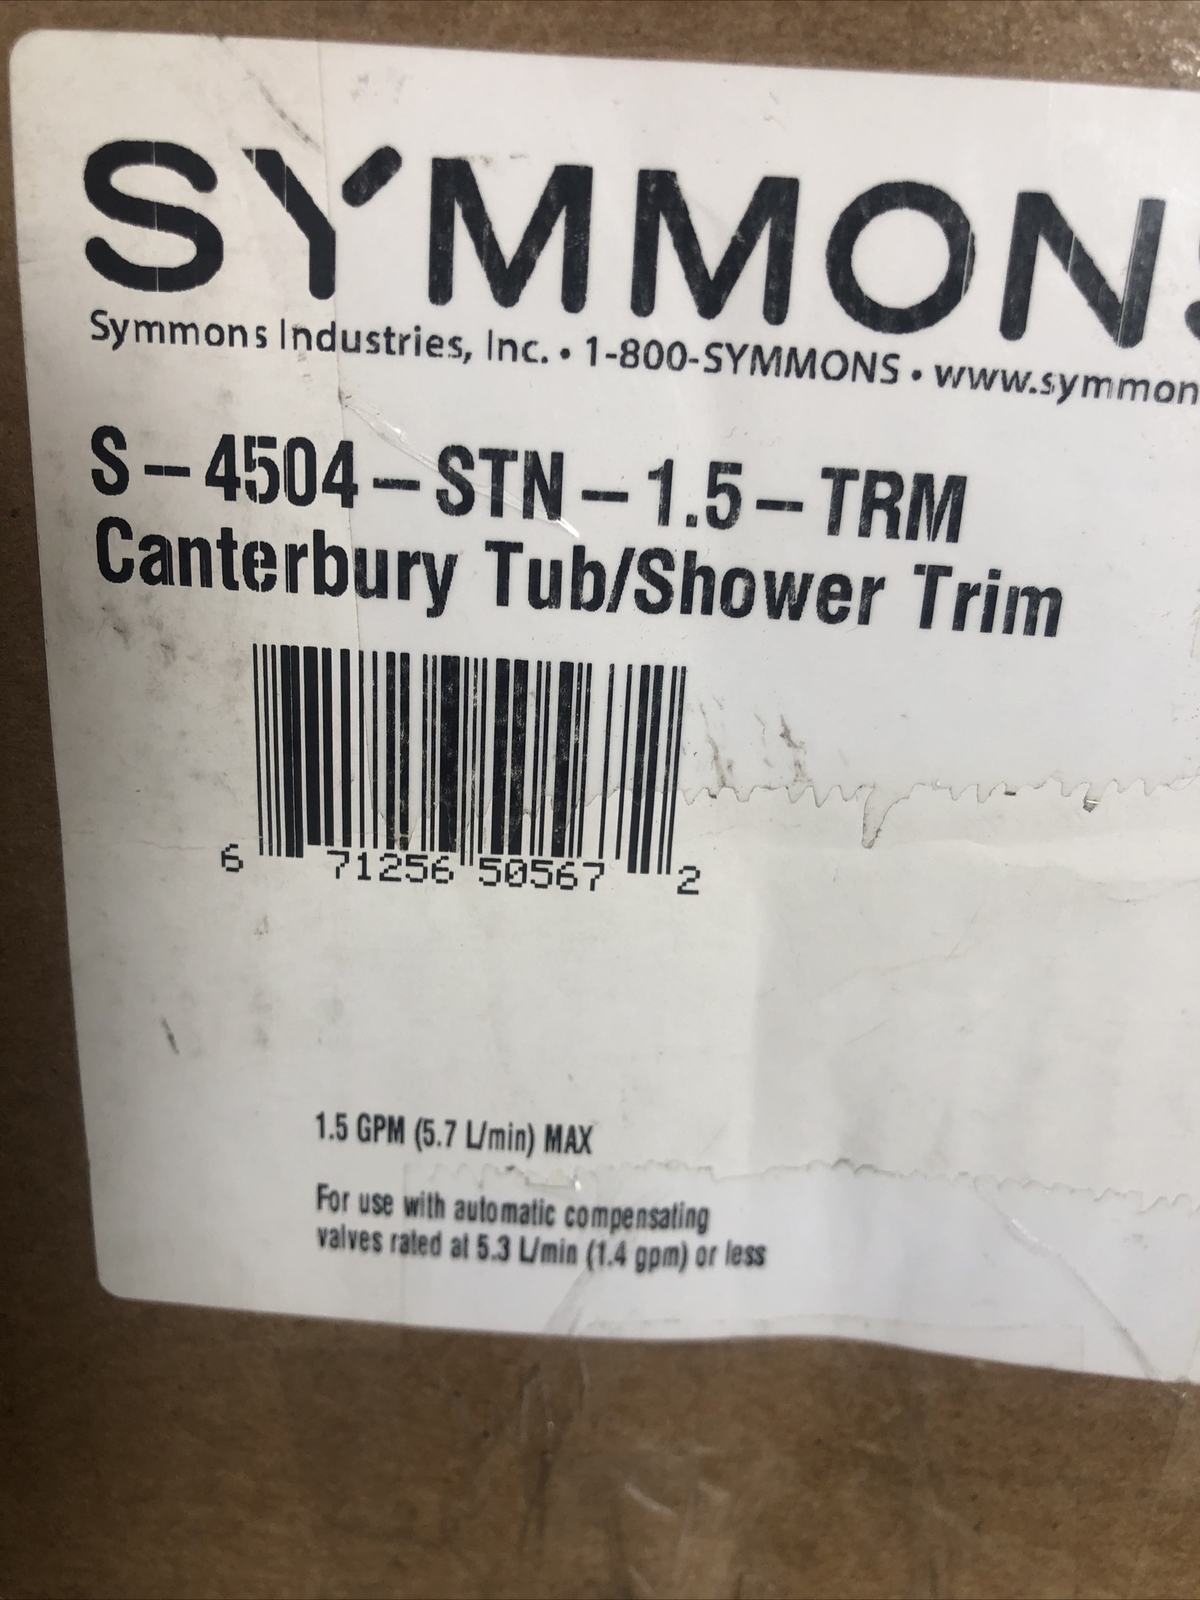 SYMMONS
Symmons Industries, Inc. • 1-800-SYMMONS • www.symmon
S-4504-STN-1.5-TRM
Canterbury Tub/Shower Trim
6 71256 50567 2
1.5 GPM (5.7 L/min) MAX
For use with automatic compensating
valves rated at 5.3 L/min (1.4 gpm) or less